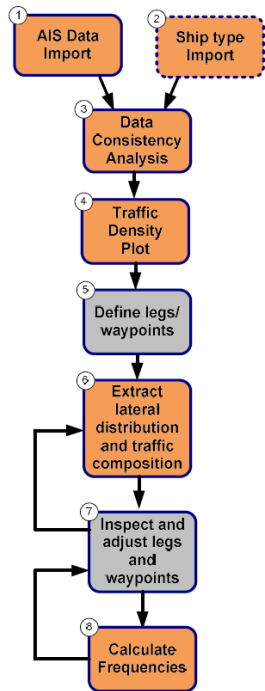 1
AIS Data
Import
2
Ship type
Import
3
Data
Consistency
Analysis
4
Traffic
Density
Plot
5
Define legs/
waypoints
6
Extract
lateral
distribution
and traffic
composition
7
Inspect and
adjust legs
and
waypoints
8
Calculate
Frequencies